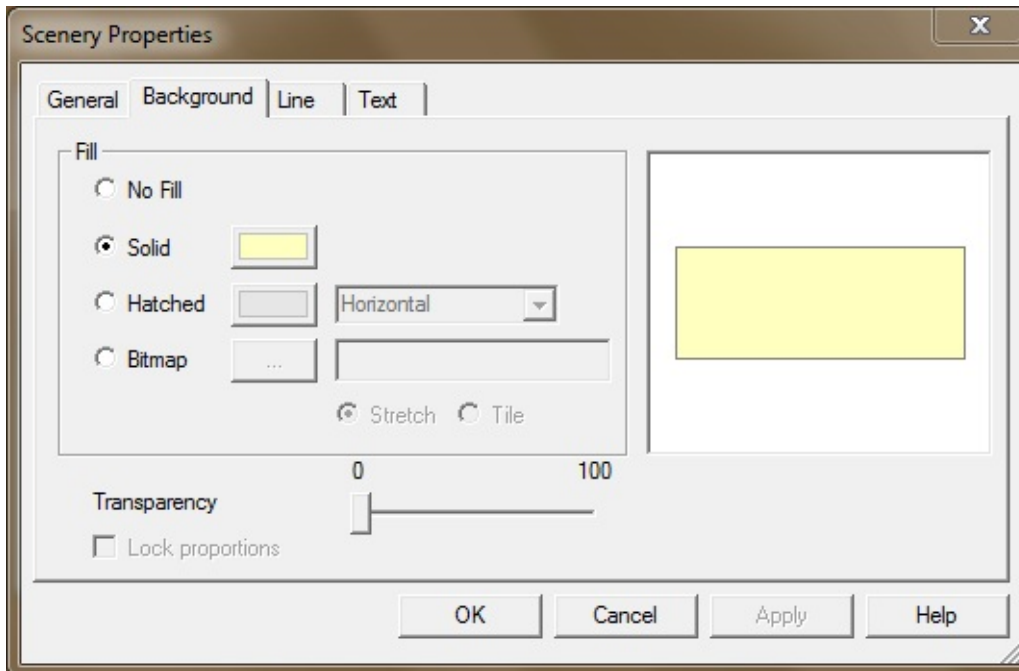 Scenery Properties
General Background Line Text
Fill
No Fill
Solid
Hatched Horizontal
Bitmap ...
Stretch Tile
0 100
Transparency
Lock proportions
OK Cancel Apply Help